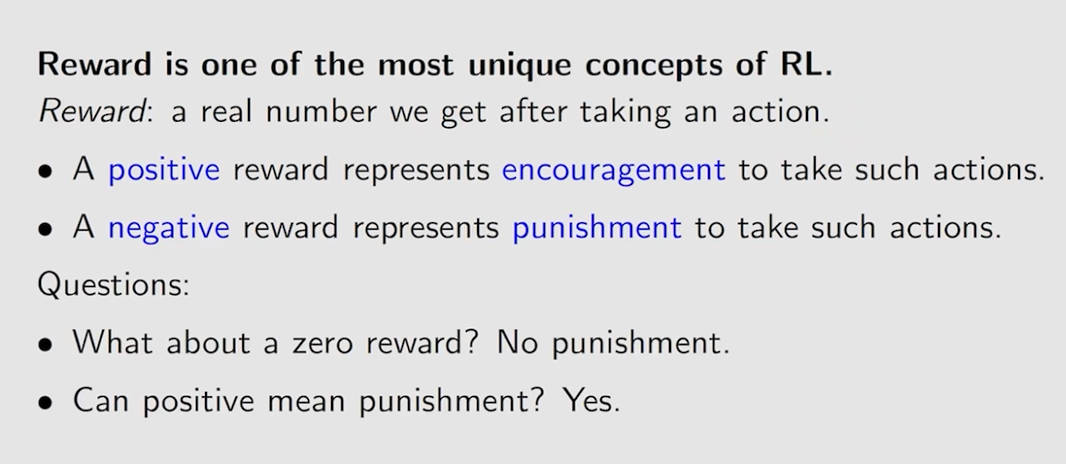 Reward is one of the most unique concepts of RL.
Reward: a real number we get after taking an action.
• A positive reward represents encouragement to take such actions.
• A negative reward represents punishment to take such actions.
Questions:
• What about a zero reward? No punishment.
• Can positive mean punishment? Yes.